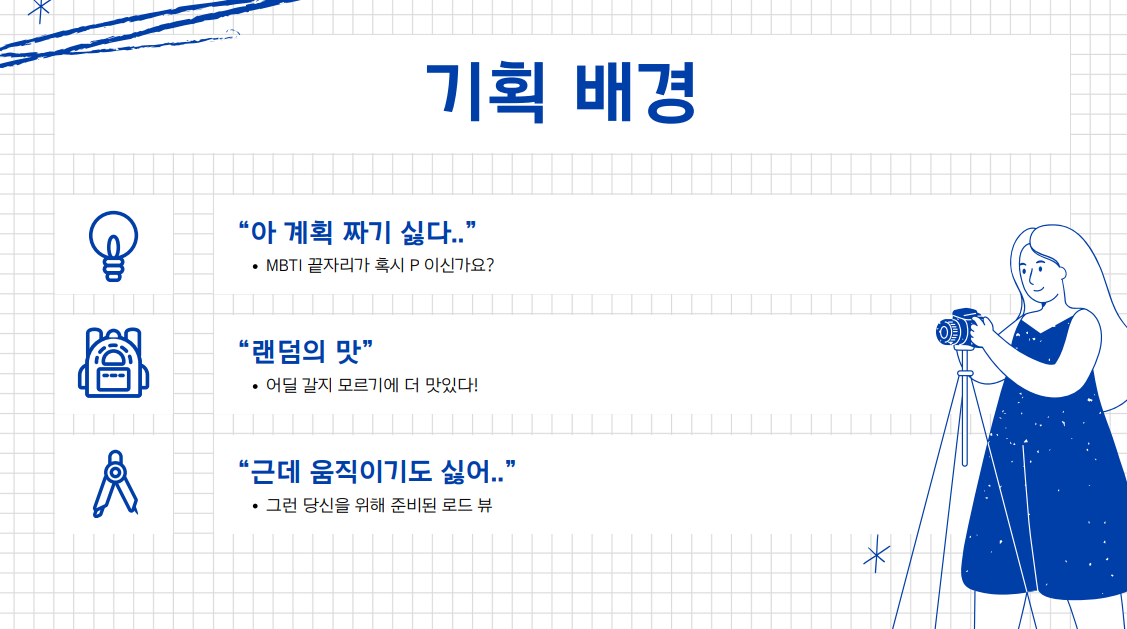 기획 배경
“아 계획 짜기 싫다..”
• MBTI 끝자리가 혹시 P 이신가요?
“랜덤의 맛”
• 어딜 갈지 모르기에 더 맛있다!
“근데 움직이기도 싫어..”
• 그런 당신을 위해 준비된 로드 뷰